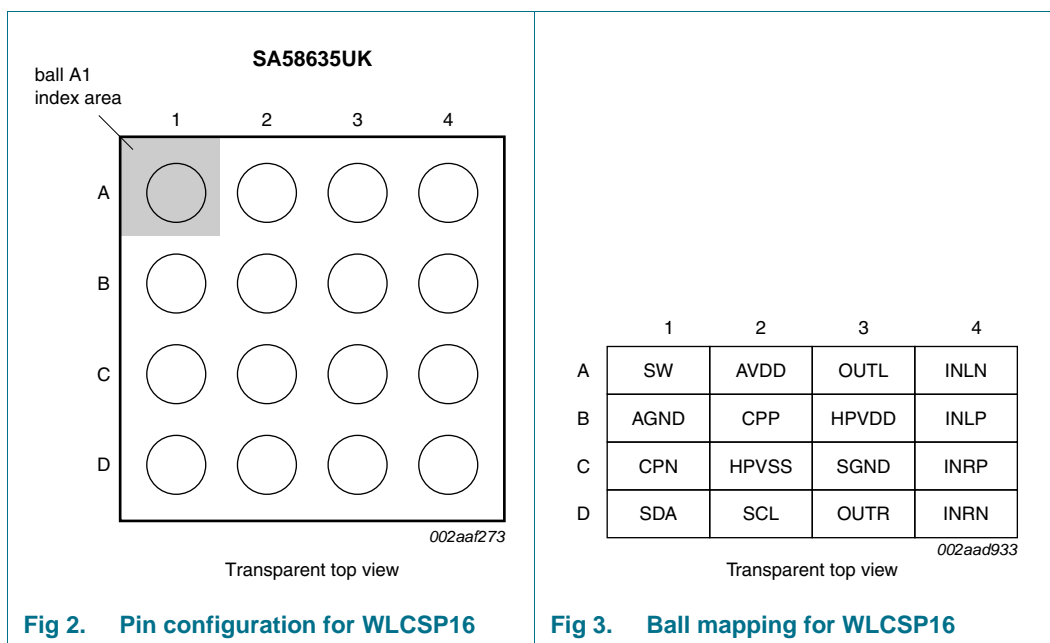 SA58635UK
ball A1
index area
1 2 3 4
A
B
C
D
002aaf273
Transparent top view
Fig 2. Pin configuration for WLCSP16
1 2 3 4
A SW AVDD OUTL INLN
B AGND CPP HPVDD INLP
C CPN HPVSS SGND INRP
D SDA SCL OUTR INRN
002aad933
Transparent top view
Fig 3. Ball mapping for WLCSP16